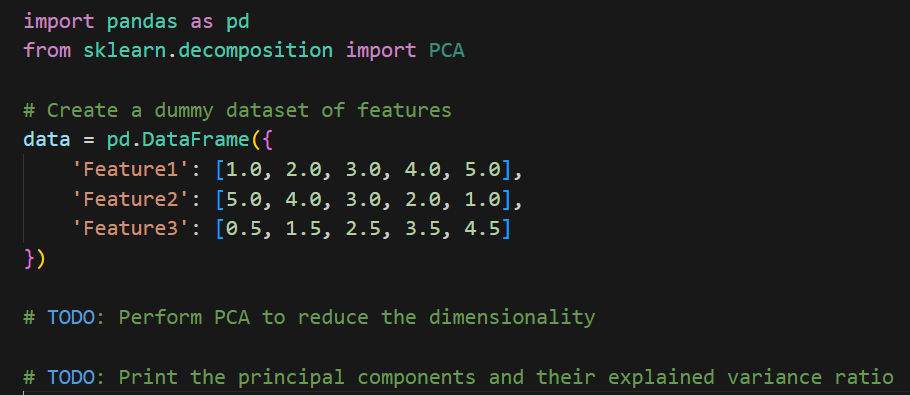 import pandas as pd
from sklearn.decomposition import PCA
# Create a dummy dataset of features
data = pd.DataFrame({
    'Feature1': [1.0, 2.0, 3.0, 4.0, 5.0],
    'Feature2': [5.0, 4.0, 3.0, 2.0, 1.0],
    'Feature3': [0.5, 1.5, 2.5, 3.5, 4.5]
})
# TODO: Perform PCA to reduce the dimensionality
# TODO: Print the principal components and their explained variance ratio